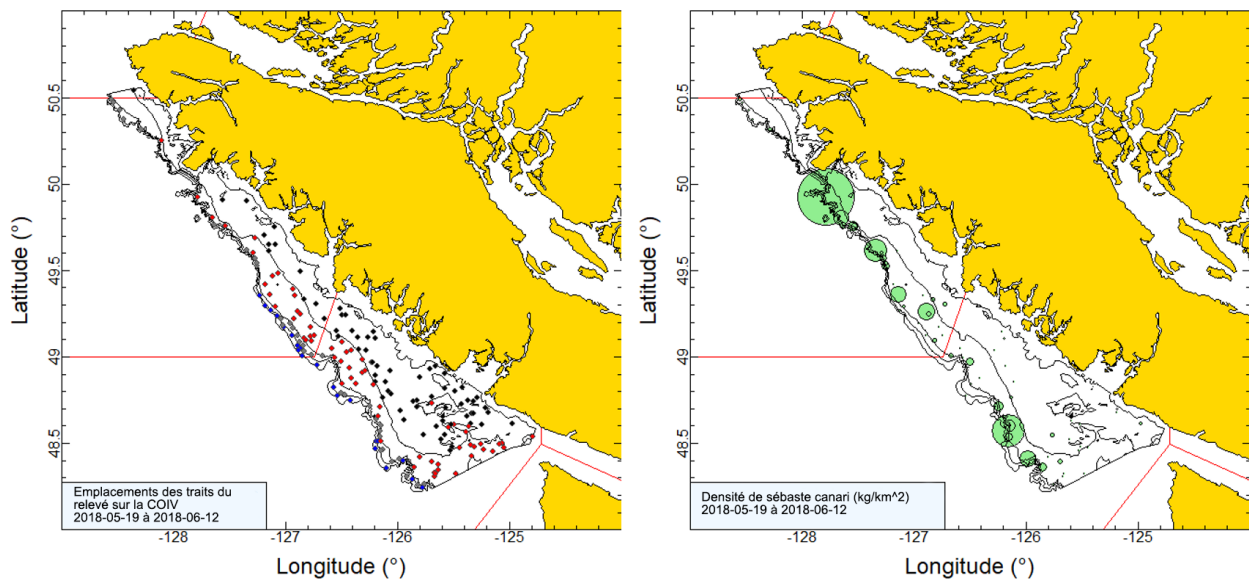 50.5
50
49.5
49
48.5
Latitude (°)
Emplacements des traits du
relevé sur la COIV
2018-05-19 à 2018-06-12
-128
-127
-126
-125
Longitude (°)
50.5
50
49.5
49
48.5
Latitude (°)
Densité de sébaste canari (kg/km^2)
2018-05-19 à 2018-06-12
-128
-127
-126
-125
Longitude (°)